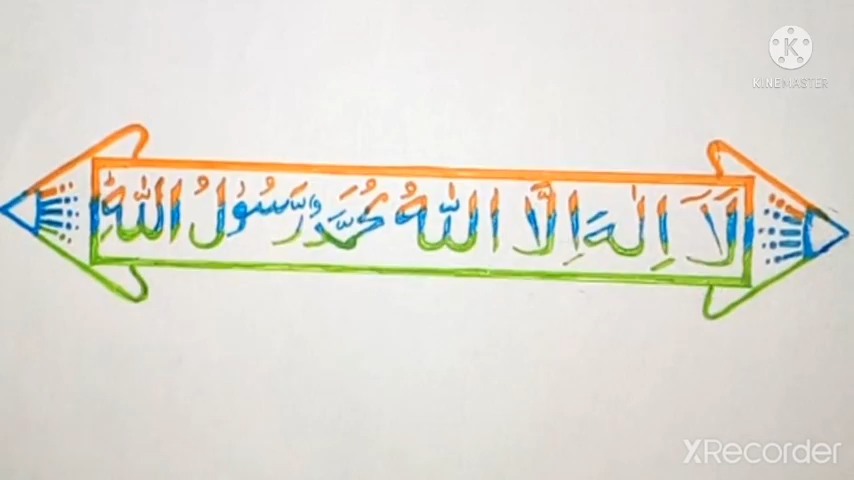 KINEMASTER
لَاۤ اِلٰهَ اِلَّا اللّٰهُ مُحَمَّدٌ رَّسُوْلُ اللّٰهِ
XRecorder